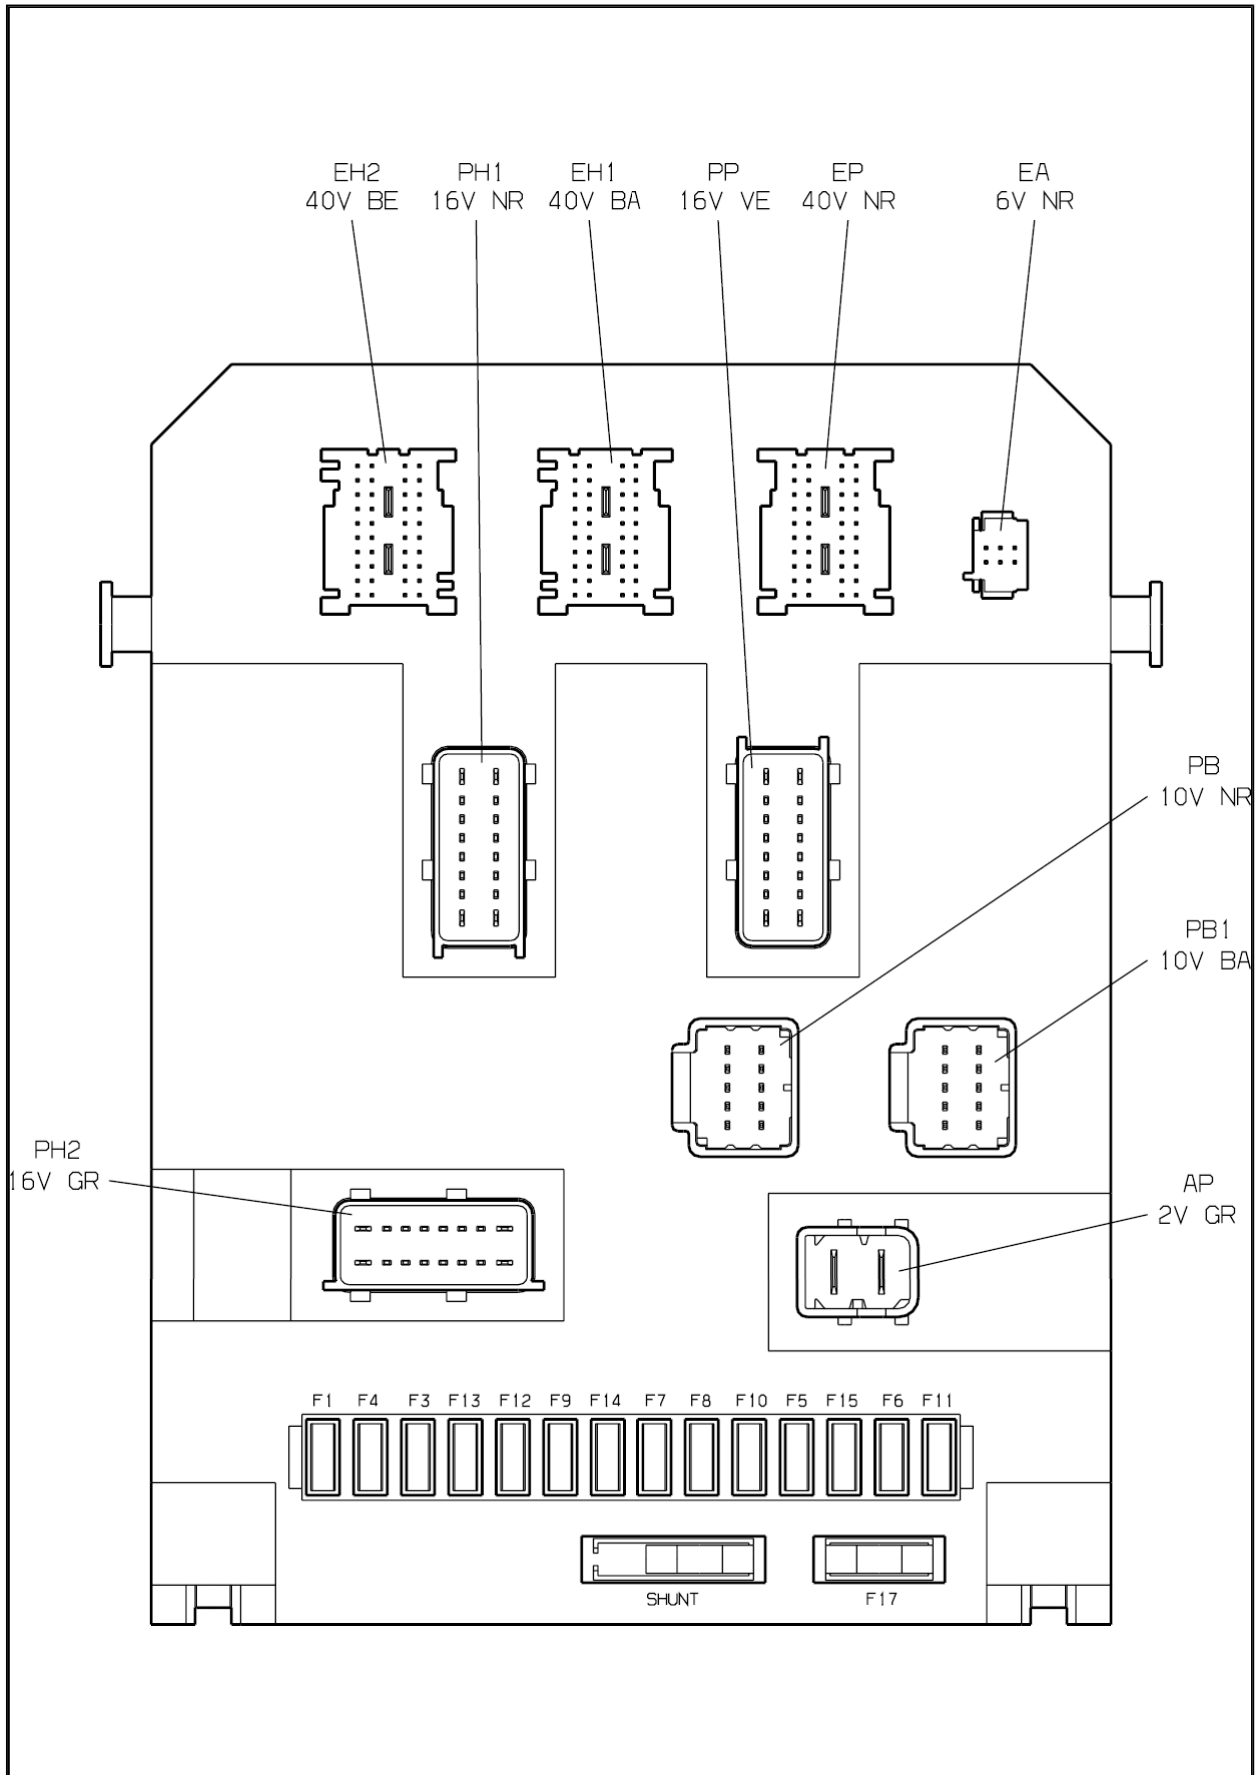 EH2
40V BE
PH1
16V NR
EH1
40V BA
PP
16V VE
EP
40V NR
EA
6V NR
PB
10V NR
PB1
10V BA
PH2
16V GR
AP
2V GR
F1 F4 F3 F13 F12 F9 F14 F7 F8 F10 F5 F15 F6 F11
SHUNT
F17